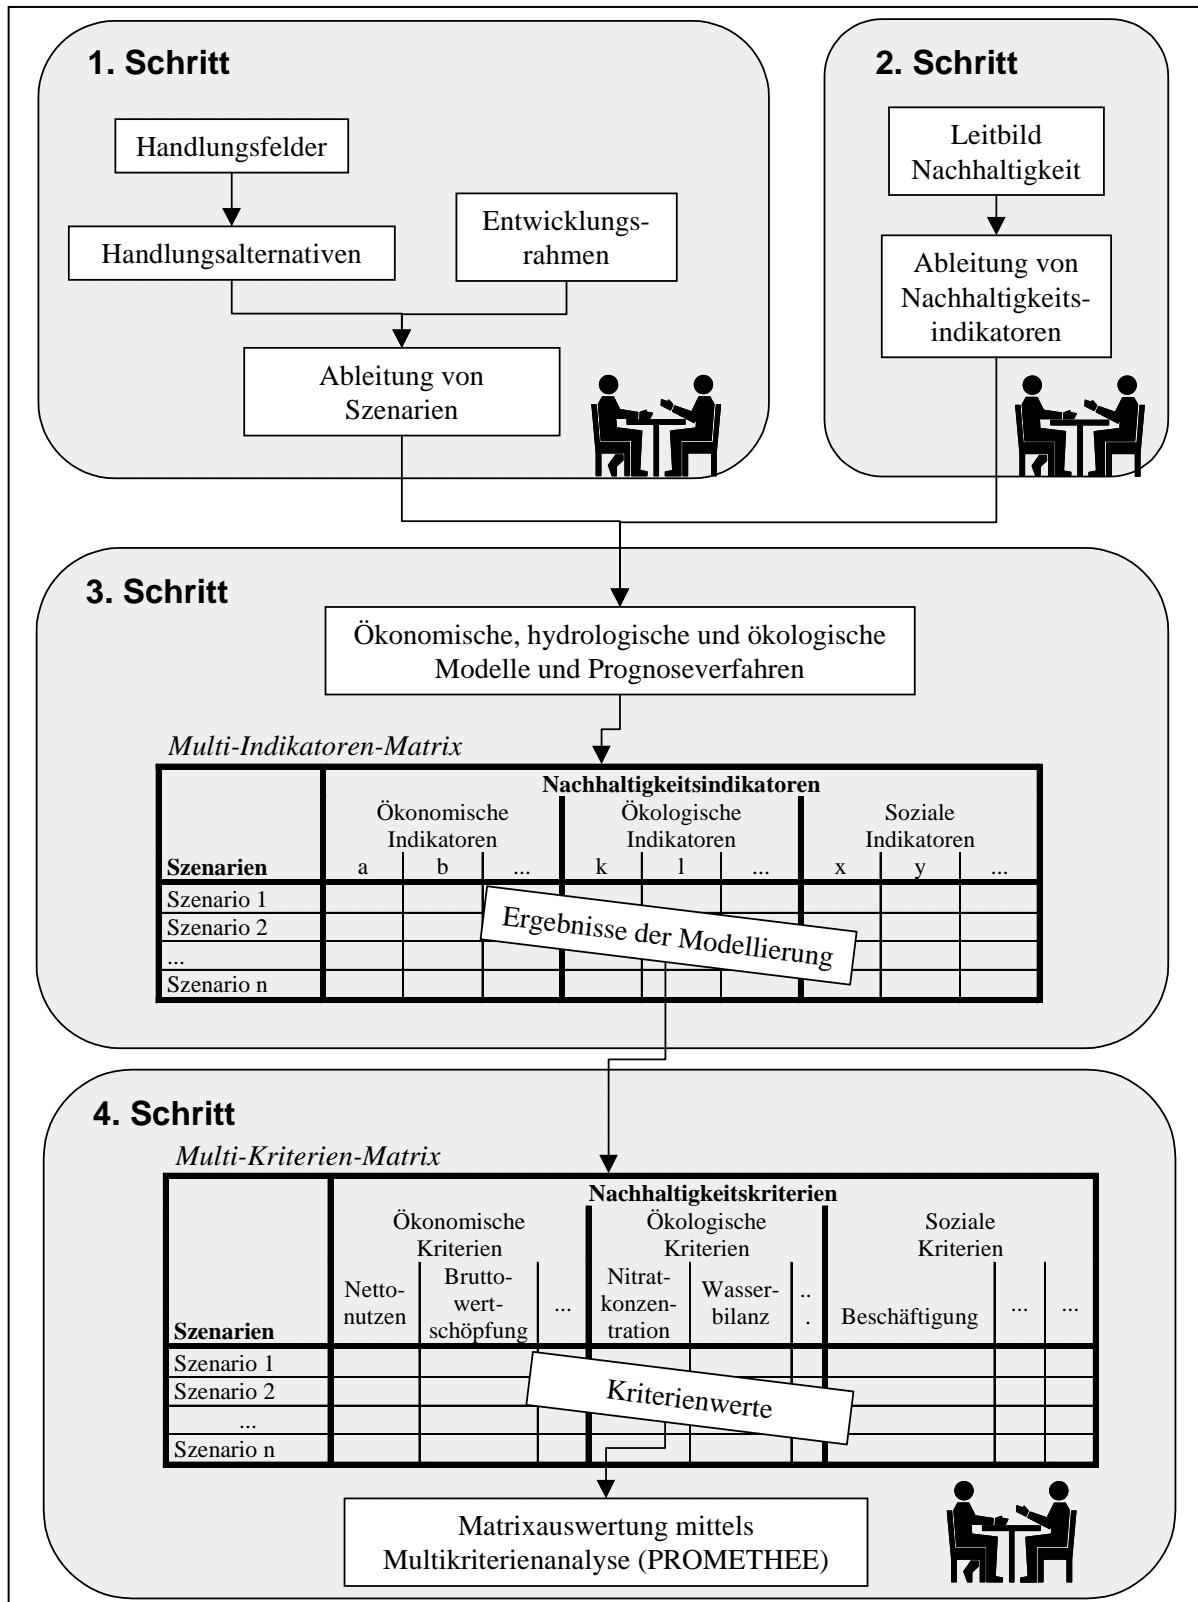 1. Schritt
Handlungsfelder
Handlungsalternativen
Entwicklungs-
rahmen
Ableitung von
Szenarien
2. Schritt
Leitbild
Nachhaltigkeit
Ableitung von
Nachhaltigkeits-
indikatoren
3. Schritt
Ökonomische, hydrologische und ökologische
Modelle und Prognoseverfahren
Multi-Indikatoren-Matrix
Nachhaltigkeitsindikatoren
Ökonomische Ökologische Soziale
Indikatoren Indikatoren Indikatoren
Szenarien a b ... k l ... x y ...
Szenario 1
Szenario 2
...
Szenario n
Ergebnisse der Modellierung
4. Schritt
Multi-Kriterien-Matrix
Nachhaltigkeitskriterien
Ökonomische Ökologische Soziale
Kriterien Kriterien Kriterien
Szenarien
Netto-
nutzen
Brutto-
wert-
schöpfung
...
Nitrat-
konzen-
tration
Wasser-
bilanz
..
.
Beschäftigung
...
...
Szenario 1
Szenario 2
...
Szenario n
Kriterienwerte
Matrixauswertung mittels
Multikriterienanalyse (PROMETHEE)